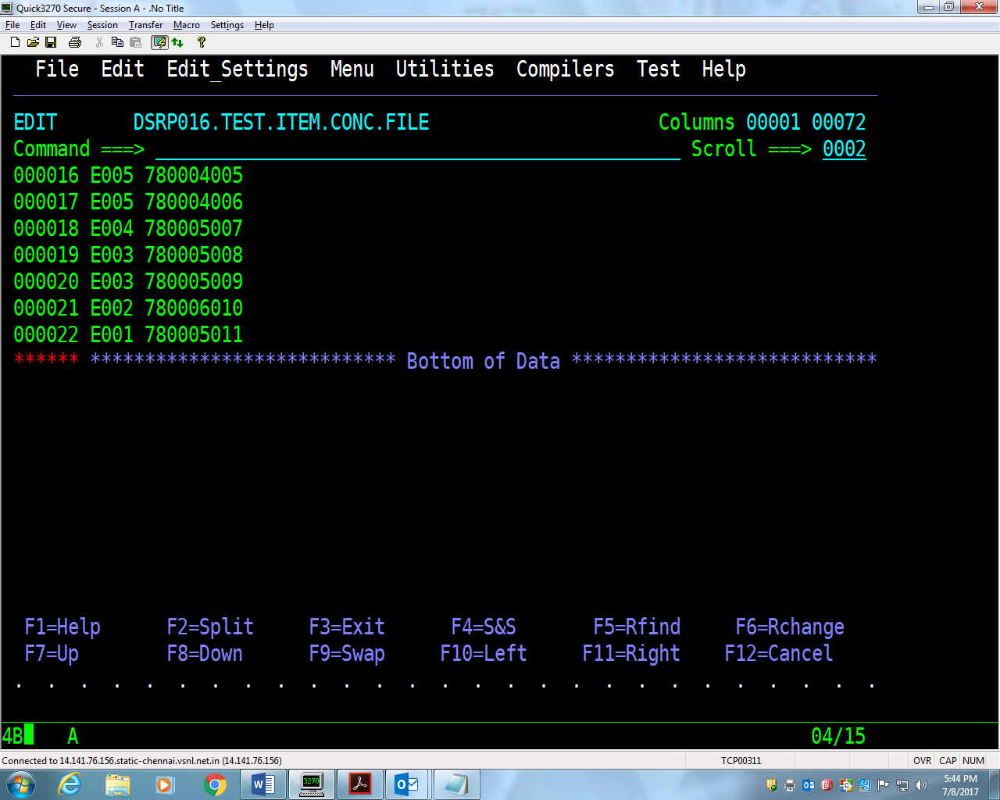 Quick3270 Secure - Session A - .No Title
File Edit View Session Transfer Macro Settings Help
File Edit Edit_Settings Menu Utilities Compilers Test Help
EDIT DSRP016.TEST.ITEM.CONC.FILE Columns 00001 00072
Command ===> Scroll ===> 0002
000016 E005 780004005
000017 E005 780004006
000018 E004 780005007
000019 E003 780005008
000020 E003 780005009
000021 E002 780006010
000022 E001 780005011
****** **************************** Bottom of Data ****************************
F1=Help F2=Split F3=Exit F4=S&S F5=Rfind F6=Rchange
F7=Up F8=Down F9=Swap F10=Left F11=Right F12=Cancel
. . . . . . . . . . . . . . . . . . . . . . . . . . .
4B A 04/15
Connected to 14.141.76.156.static-chennai.vsnl.net.in (14.141.76.156) TCP00311 OVR CAP NUM
3270
5:44 PM
7/8/2017